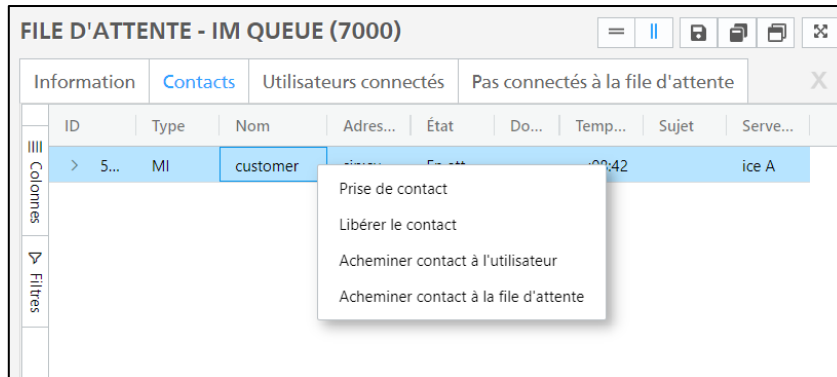 FILE D'ATTENTE - IM QUEUE (7000)
Information Contacts Utilisateurs connectés Pas connectés à la file d'attente X
ID Type Nom Adres... État Do... Temp... Sujet Serve...
5... MI customer :42 ice A
Prise de contact
Libérer le contact
Acheminer contact à l'utilisateur
Acheminer contact à la file d'attente
Colonnes
Filtres